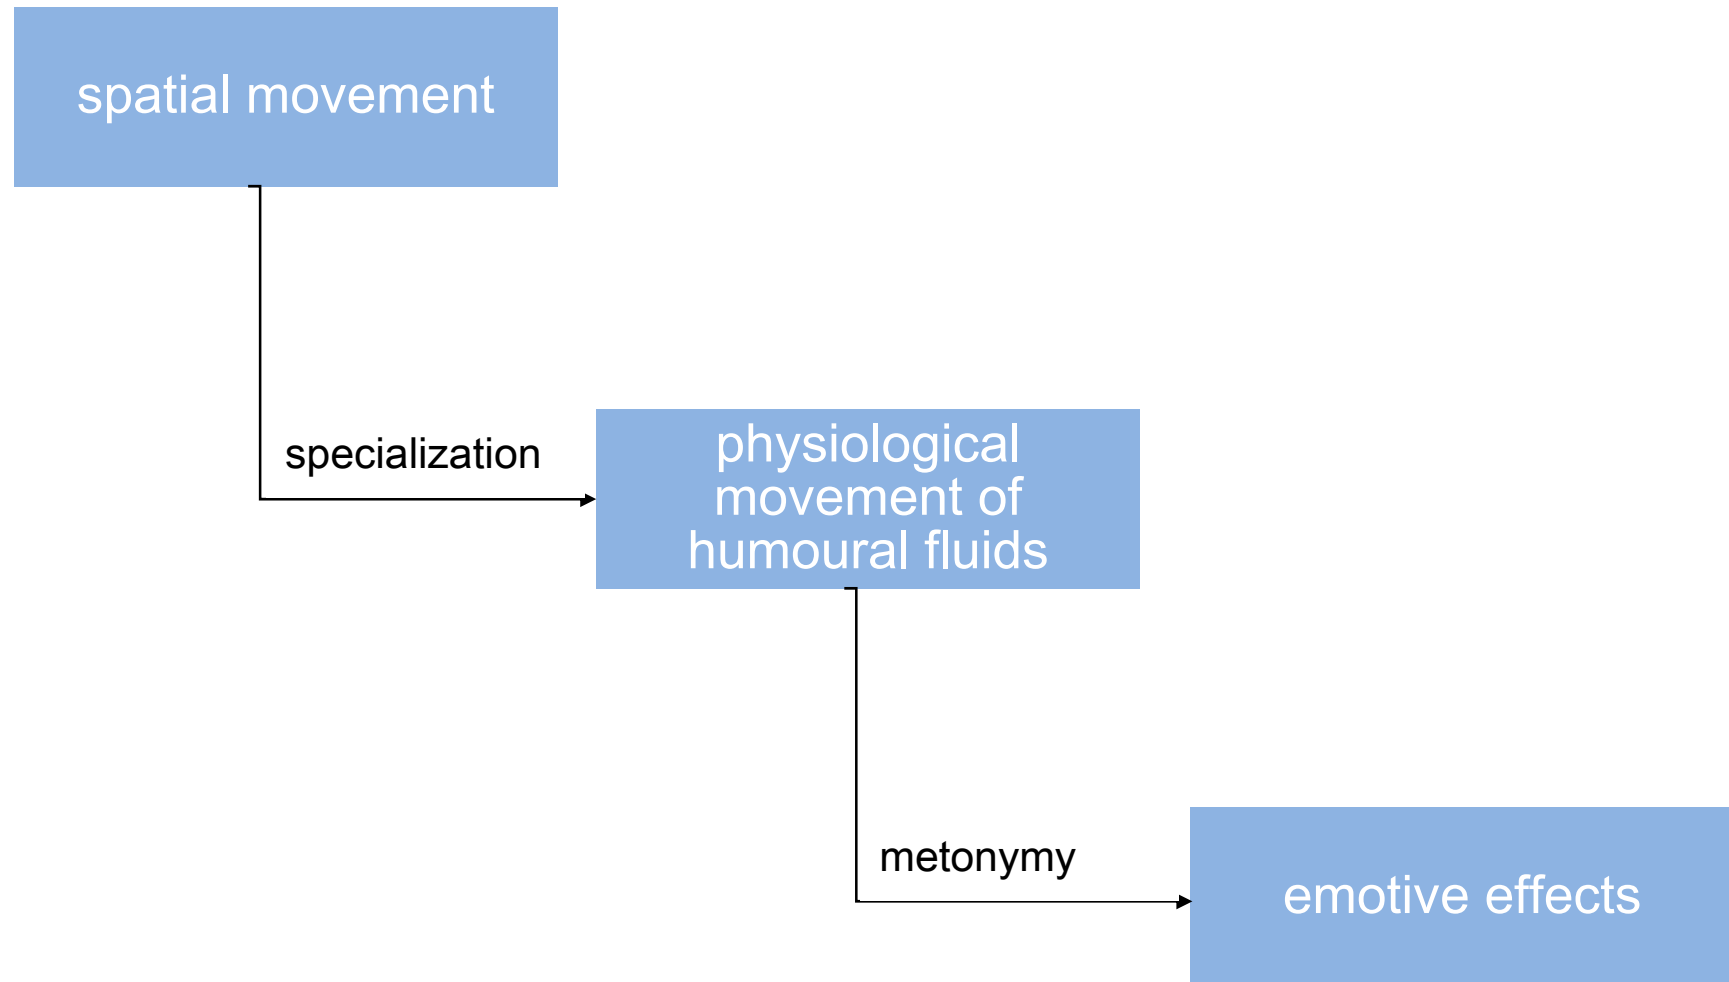 spatial movement
specialization
physiological
movement of
humoural fluids
metonymy
emotive effects